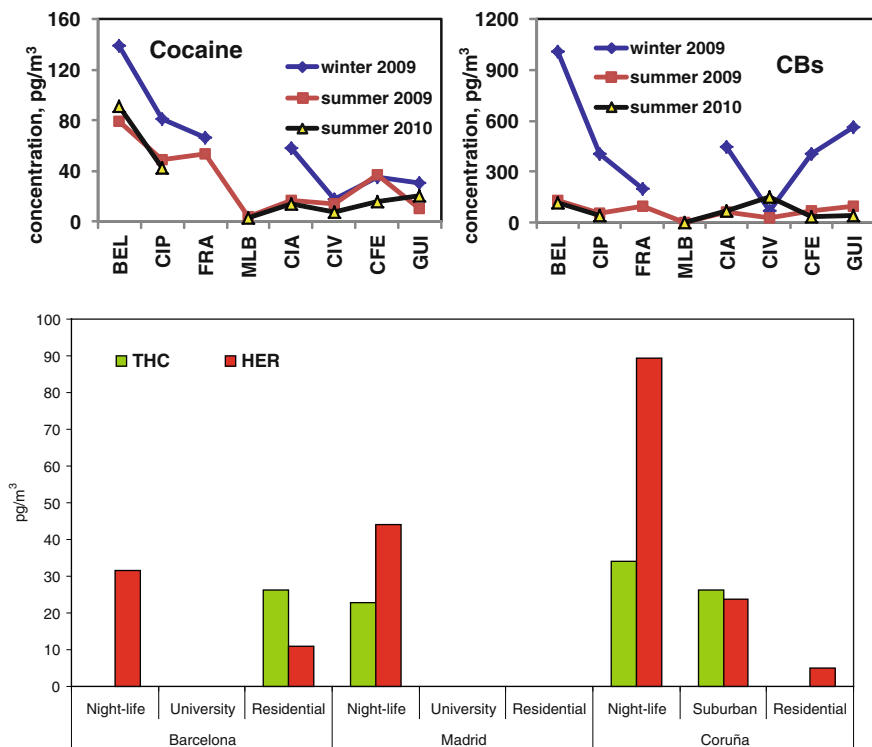 Cocaine
concentration, pg/m³
160
120
80
40
0
winter 2009
summer 2009
summer 2010
BEL CIP FRA MLB CIA CIV CFE GUI
CBs
concentration, pg/m³
1200
900
600
300
0
winter 2009
summer 2009
summer 2010
BEL CIP FRA MLB CIA CIV CFE GUI
THC HER
pg/m³
100
90
80
70
60
50
40
30
20
10
0
Night-life University Residential Night-life University Residential Night-life Suburban Residential
Barcelona Madrid Coruña